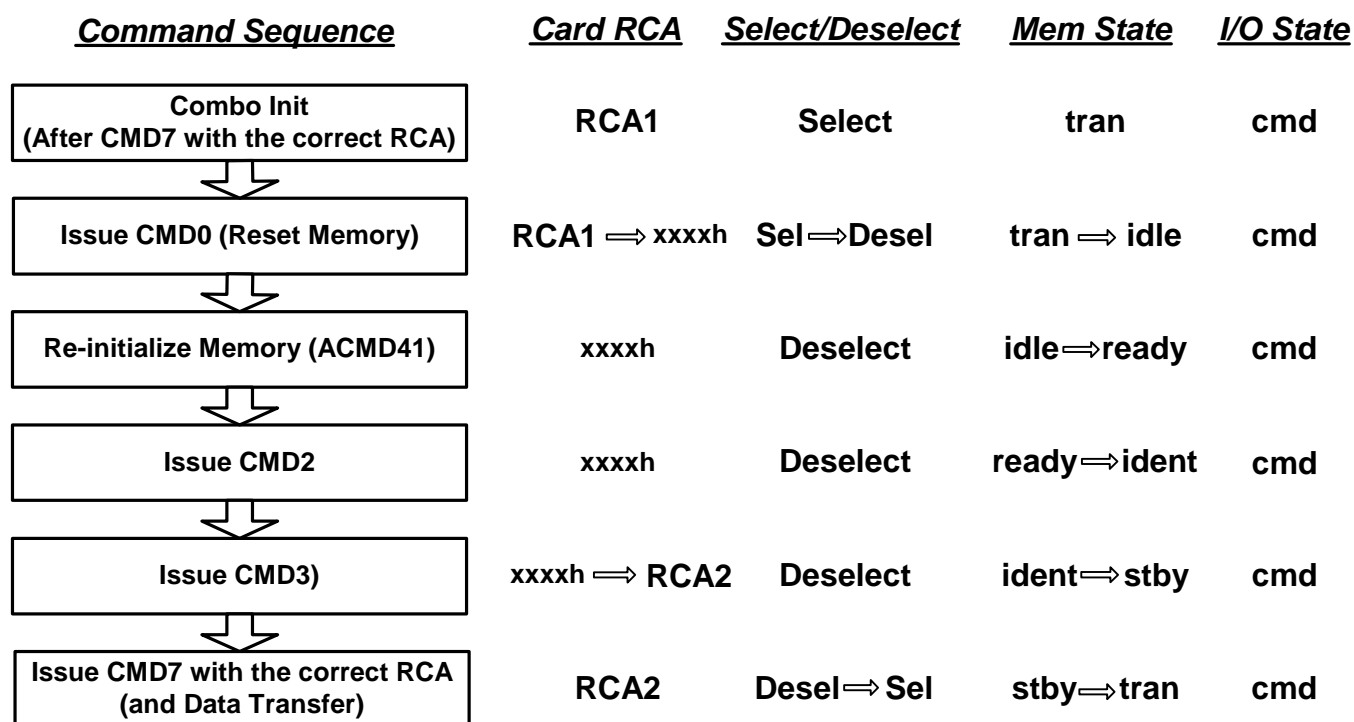 Command Sequence Card RCA Select/Deselect Mem State I/O State
Combo Init
(After CMD7 with the correct RCA) RCA1 Select tran cmd
Issue CMD0 (Reset Memory) RCA1 ⇒ xxxxh Sel ⇒ Desel tran ⇒ idle cmd
Re-initialize Memory (ACMD41) xxxxh Deselect idle ⇒ ready cmd
Issue CMD2 xxxxh Deselect ready ⇒ ident cmd
Issue CMD3) xxxxh ⇒ RCA2 Deselect ident ⇒ stby cmd
Issue CMD7 with the correct RCA
(and Data Transfer) RCA2 Desel ⇒ Sel stby ⇒ tran cmd